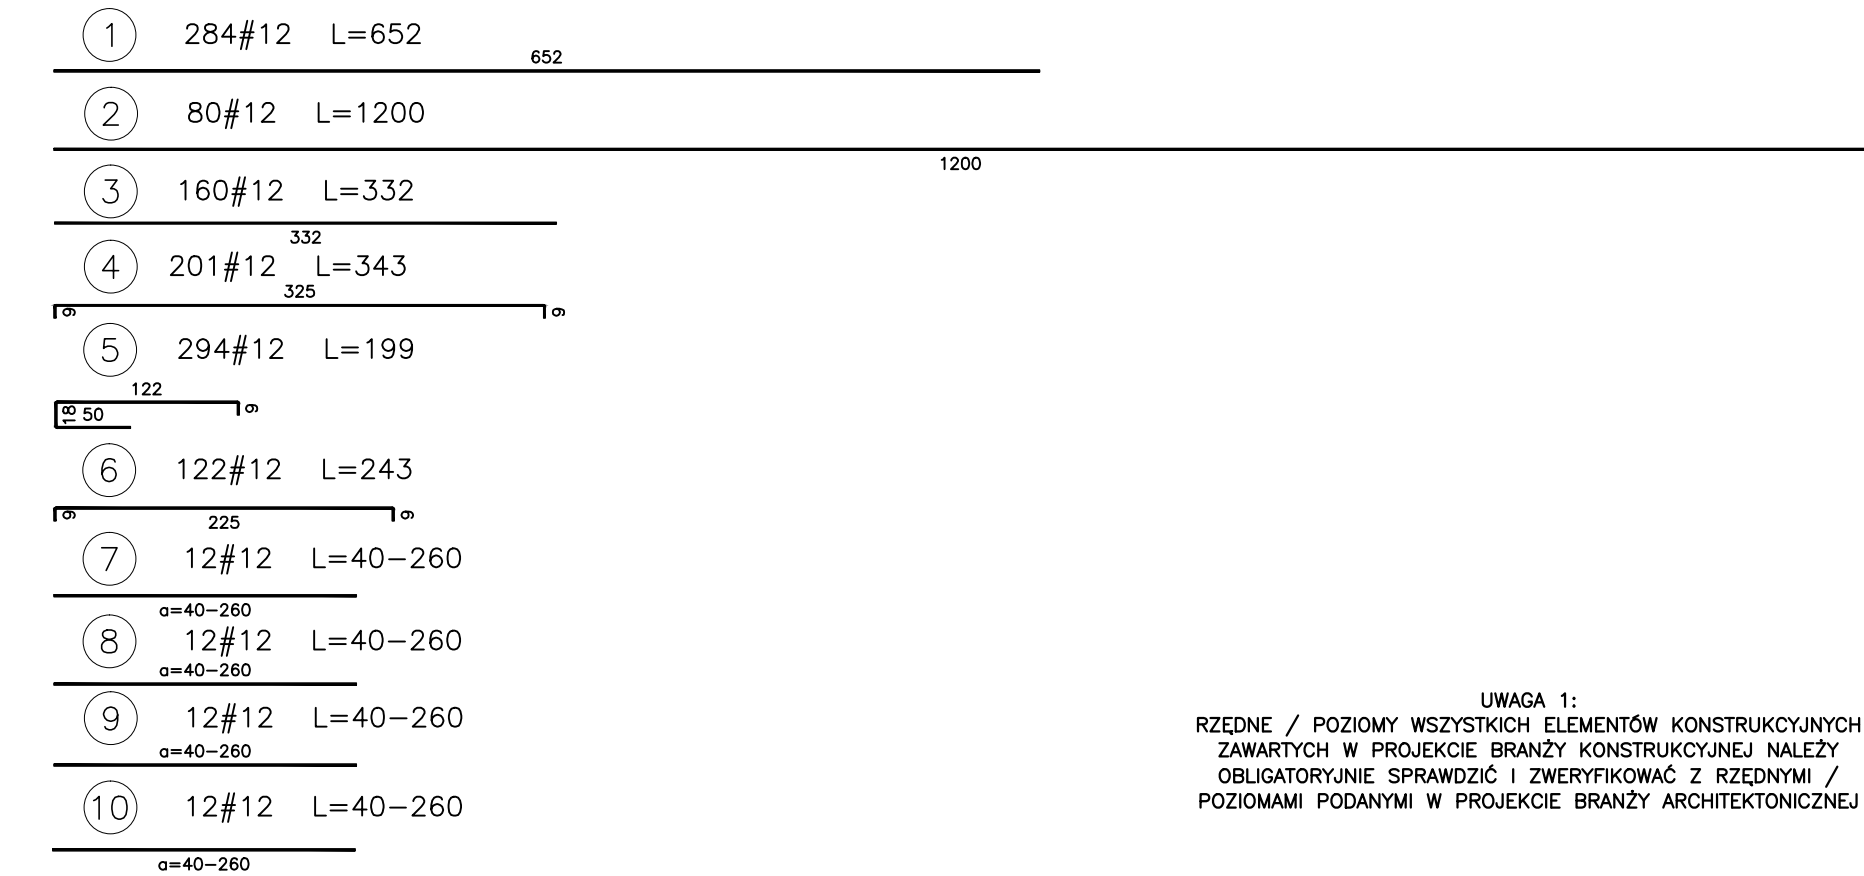 1 284#12 L=652
652
2 80#12 L=1200
1200
3 160#12 L=332
332
4 201#12 L=343
325
9 9
5 294#12 L=199
122
18 50 9
6 122#12 L=243
9 225 9
7 12#12 L=40-260
a=40-260
8 12#12 L=40-260
a=40-260
9 12#12 L=40-260
a=40-260
10 12#12 L=40-260
a=40-260
UWAGA 1:
RZĘDNE / POZIOMY WSZYSTKICH ELEMENTÓW KONSTRUKCYJNYCH
ZAWARTYCH W PROJEKCIE BRANŻY KONSTRUKCYJNEJ NALEŻY
OBLIGATORYJNIE SPRAWDZIĆ I ZWERYFIKOWAĆ Z RZĘDNYMI /
POZIOMAMI PODANYMI W PROJEKCIE BRANŻY ARCHITEKTONICZNEJ